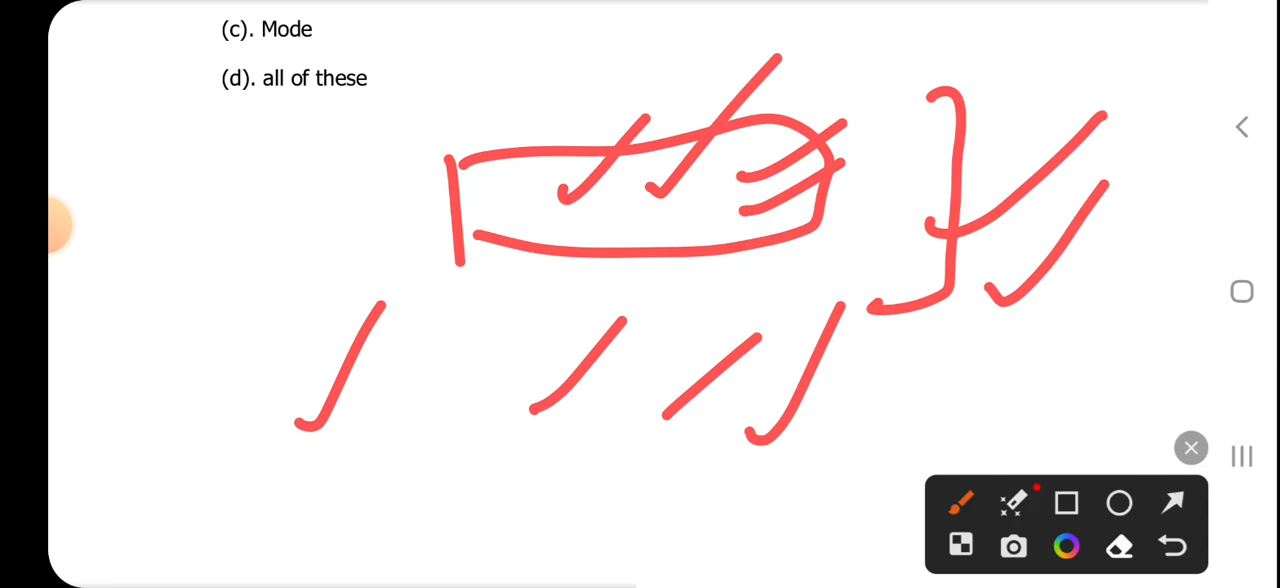 (c). Mode
(d). all of these